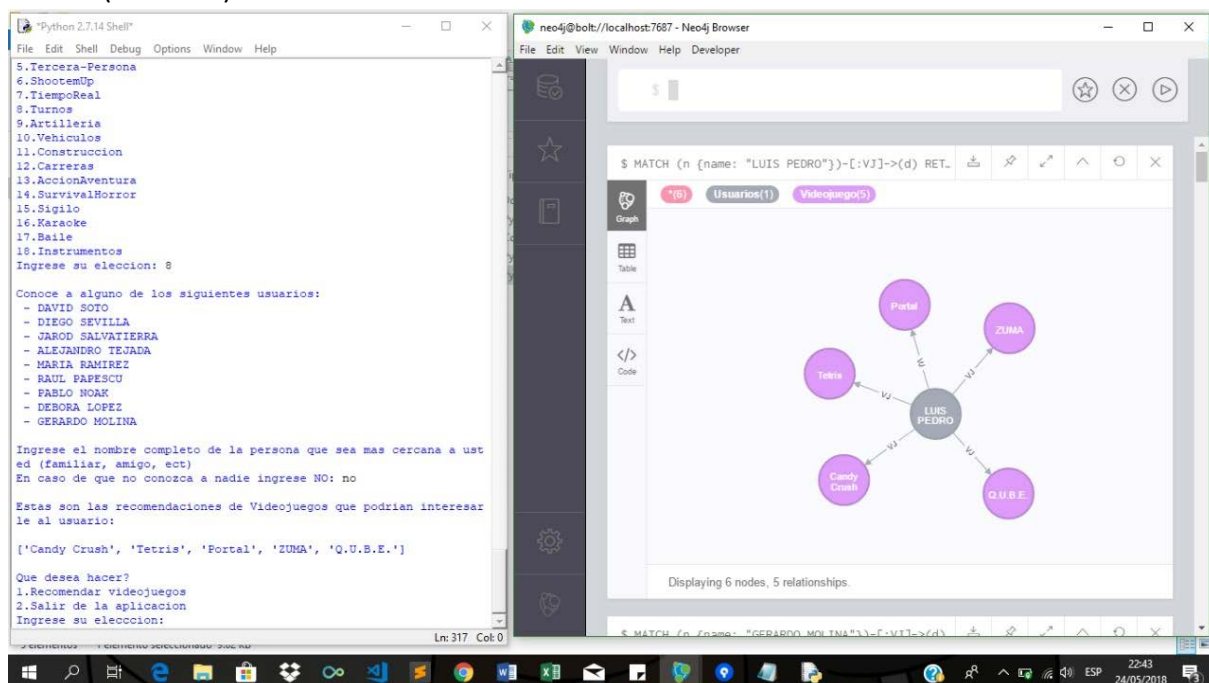 *Python 2.7.14 Shell*
File Edit Shell Debug Options Window Help
5.Tercera-Persona
6.ShootemUp
7.TiempoReal
8.Turnos
9.Artilleria
10.Vehiculos
11.Construccion
12.Carreras
13.AccionAventura
14.SurvivalHorror
15.Sigilo
16.Karaoke
17.Baile
18.Instrumentos
Ingrese su eleccion: 8
Conoce a alguno de los siguientes usuarios:
- DAVID SOTO
- DIEGO SEVILLA
- JAROD SALVATIERRA
- ALEJANDRO TEJADA
- MARIA RAMIREZ
- RAUL PAPESCU
- PABLO NOAK
- DEBORA LOPEZ
- GERARDO MOLINA
Ingrese el nombre completo de la persona que sea mas cercana a ust
ed (familiar, amigo, ect)
En caso de que no conozca a nadie ingrese NO: no
Estas son las recomendaciones de Videojuegos que podrian interesar
le al usuario:
['Candy Crush', 'Tetris', 'Portal', 'ZUMA', 'Q.U.B.E.']
Que desea hacer?
1.Recomendar videojuegos
2.Salir de la aplicacion
Ingrese su elecccion:
Ln: 317 Col: 0
neo4j@bolt://localhost:7687 - Neo4j Browser
File Edit View Window Help Developer
$
$ MATCH (n {name: "LUIS PEDRO"})-[:VJ]->(d) RET…
*(6) Usuarios(1) Videojuego(5)
Graph
Table
A
Text
</>
Code
Portal
ZUMA
Tetris
LUIS
PEDRO
Candy
Crush
Q.U.B.E.
VJ
VJ
VJ
VJ
VJ
Displaying 6 nodes, 5 relationships.
$ MATCH (n {name: "GERARDO MOLINA"})-[:VJ]->(d)
ESP
22:43
24/05/2018